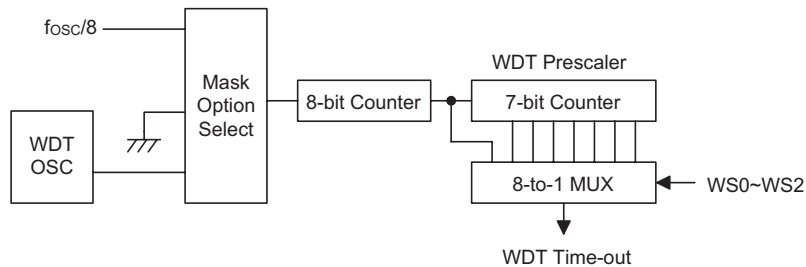 fOSC/8
WDT
OSC
Mask
Option
Select
8-bit Counter
WDT Prescaler
7-bit Counter
8-to-1 MUX
WS0~WS2
WDT Time-out